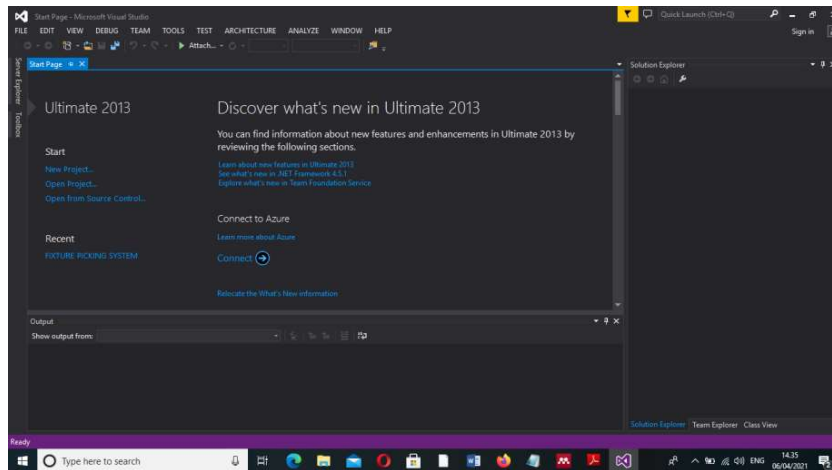 Start Page - Microsoft Visual Studio
Quick Launch (Ctrl+Q)
FILE EDIT VIEW DEBUG TEAM TOOLS TEST ARCHITECTURE ANALYZE WINDOW HELP
Sign in
Attach...
Server Explorer
Toolbox
Start Page
Solution Explorer
Ultimate 2013
Start
New Project...
Open Project...
Open from Source Control...
Recent
FIXTURE PICKING SYSTEM
Discover what's new in Ultimate 2013
You can find information about new features and enhancements in Ultimate 2013 by
reviewing the following sections.
Learn about new features in Ultimate 2013
See what's new in .NET Framework 4.5.1
Explore what's new in Team Foundation Service
Connect to Azure
Learn more about Azure
Connect
Relocate the What's New information
Output
Show output from:
Solution Explorer Team Explorer Class View
Ready
Type here to search
ENG
14.35
06/04/2021